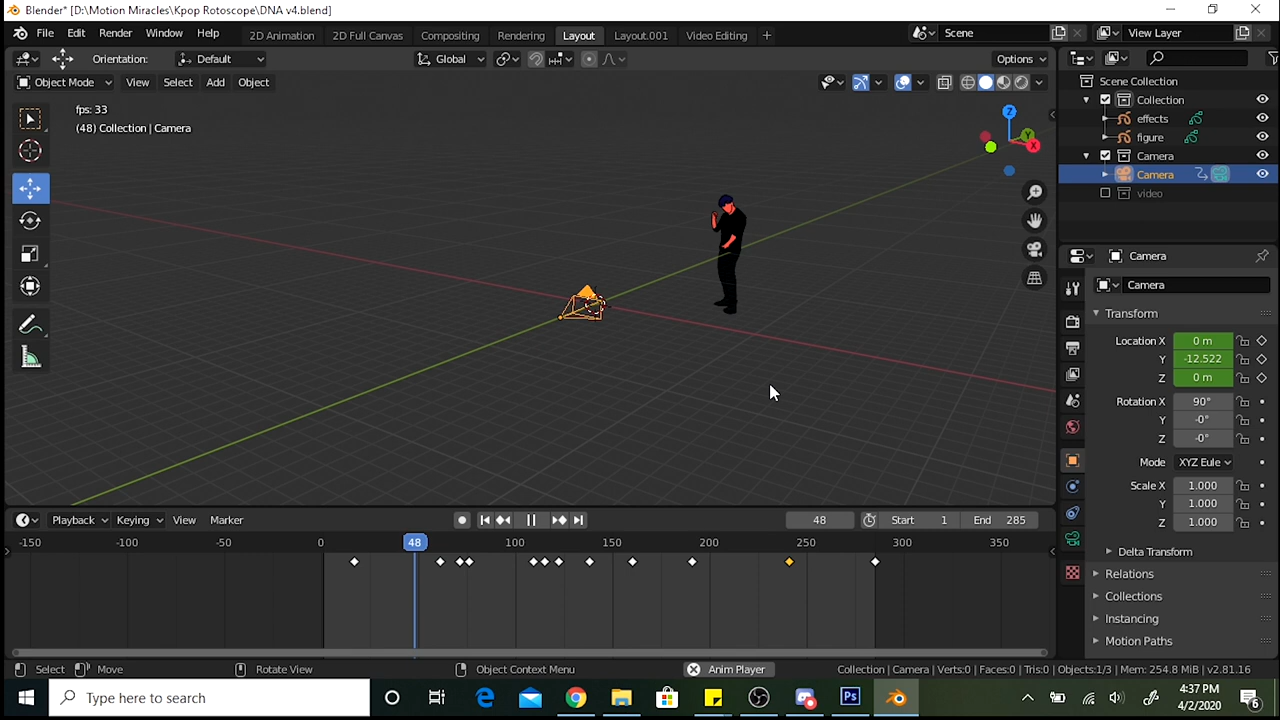 Blender* [D:\Motion Miracles\Kpop Rotoscope\DNA v4.blend]
File Edit Render Window Help 2D Animation 2D Full Canvas Compositing Rendering Layout Layout.001 Video Editing + Scene View Layer
Orientation: Default Global Options
Object Mode View Select Add Object
fps: 33
(48) Collection | Camera
Z
Y
X
Scene Collection
Collection
effects
figure
Camera
Camera
video
Camera
Camera
Transform
Location X 0 m
Y -12.522
Z 0 m
Rotation X 90°
Y -0°
Z -0°
Mode XYZ Eule
Scale X 1.000
Y 1.000
Z 1.000
Delta Transform
Relations
Collections
Instancing
Motion Paths
Playback Keying View Marker 48 Start 1 End 285
-150 -100 -50 0 48 100 150 200 250 300 350
Select Move Rotate View Object Context Menu Anim Player Collection | Camera | Verts:0 | Faces:0 | Tris:0 | Objects:1/3 | Mem: 254.8 MiB | v2.81.16
Type here to search Ps 4:37 PM
4/2/2020 6